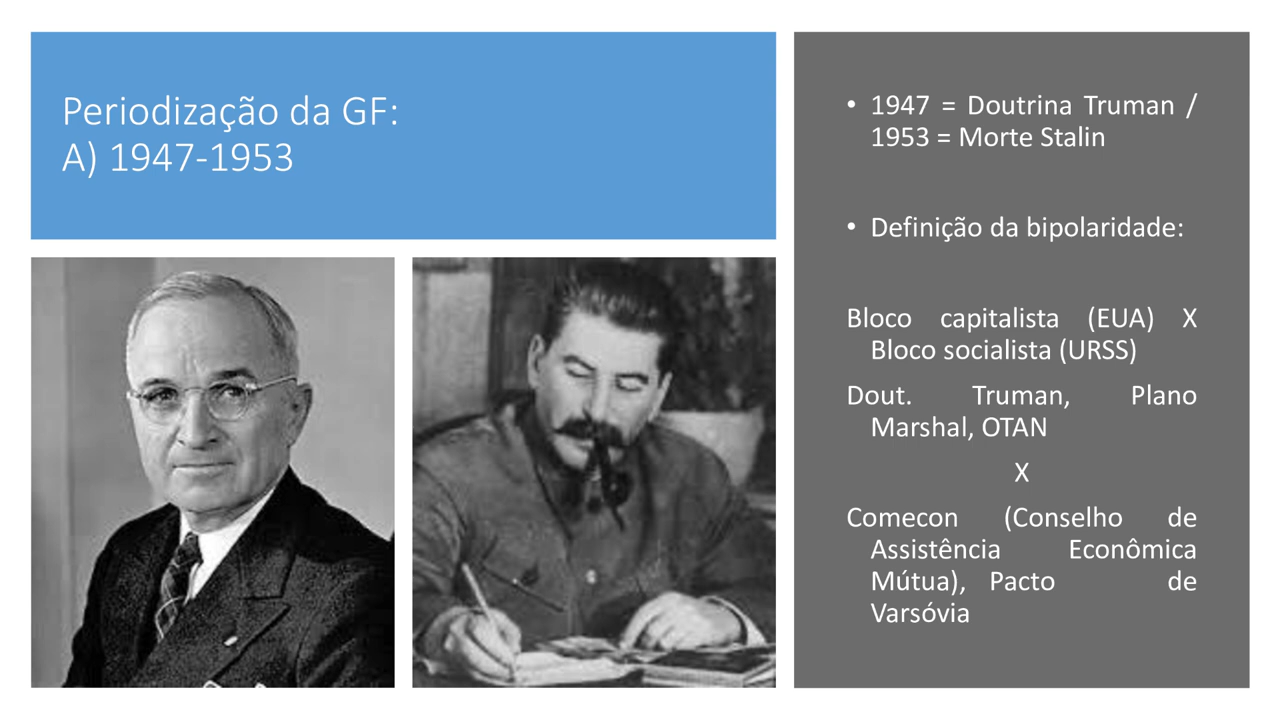 Periodização da GF:
A) 1947-1953
• 1947 = Doutrina Truman /
1953 = Morte Stalin
• Definição da bipolaridade:
Bloco capitalista (EUA) X
Bloco socialista (URSS)
Dout. Truman, Plano
Marshal, OTAN
X
Comecon (Conselho de
Assistência Econômica
Mútua), Pacto de
Varsóvia